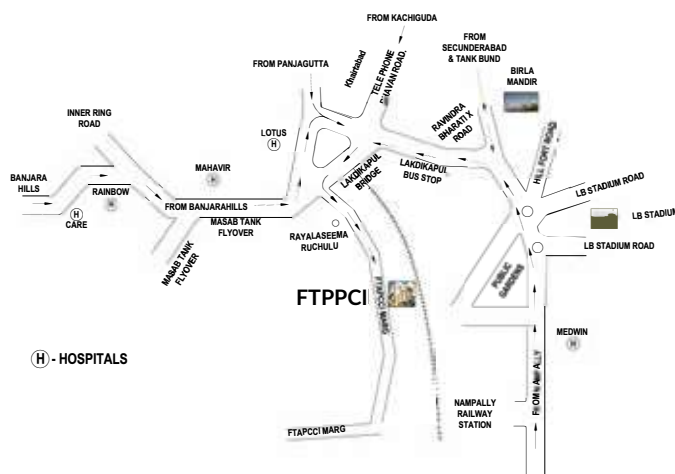 FROM KACHIGUDA
FROM
SECUNDERABAD
& TANK BUND
Khairtabad
TELE PHONE
BHAVAN ROAD.
FROM PANJAGUTTA
BIRLA
MANDIR
INNER RING
ROAD
LOTUS
H
RAVINDRA
BHARATI X
ROAD
HILL FORT ROAD
MAHAVIR
H
LAKDIKAPUL
BRIDGE
LAKDIKAPUL
BUS STOP
BANJARA
HILLS
RAINBOW
H
LB STADIUM ROAD
FROM BANJARAHILLS
H
CARE
MASAB TANK
FLYOVER
LB STADIUM
RAYALASEEMA
RUCHULU
LB STADIUM ROAD
MASAB TANK
FLYOVER
PUBLIC
GARDENS
FTPPCI
FTAPCCI MARG
MEDWIN
H
H - HOSPITALS
FROM NAMPALLY
NAMPALLY
RAILWAY
STATION
FTAPCCI MARG